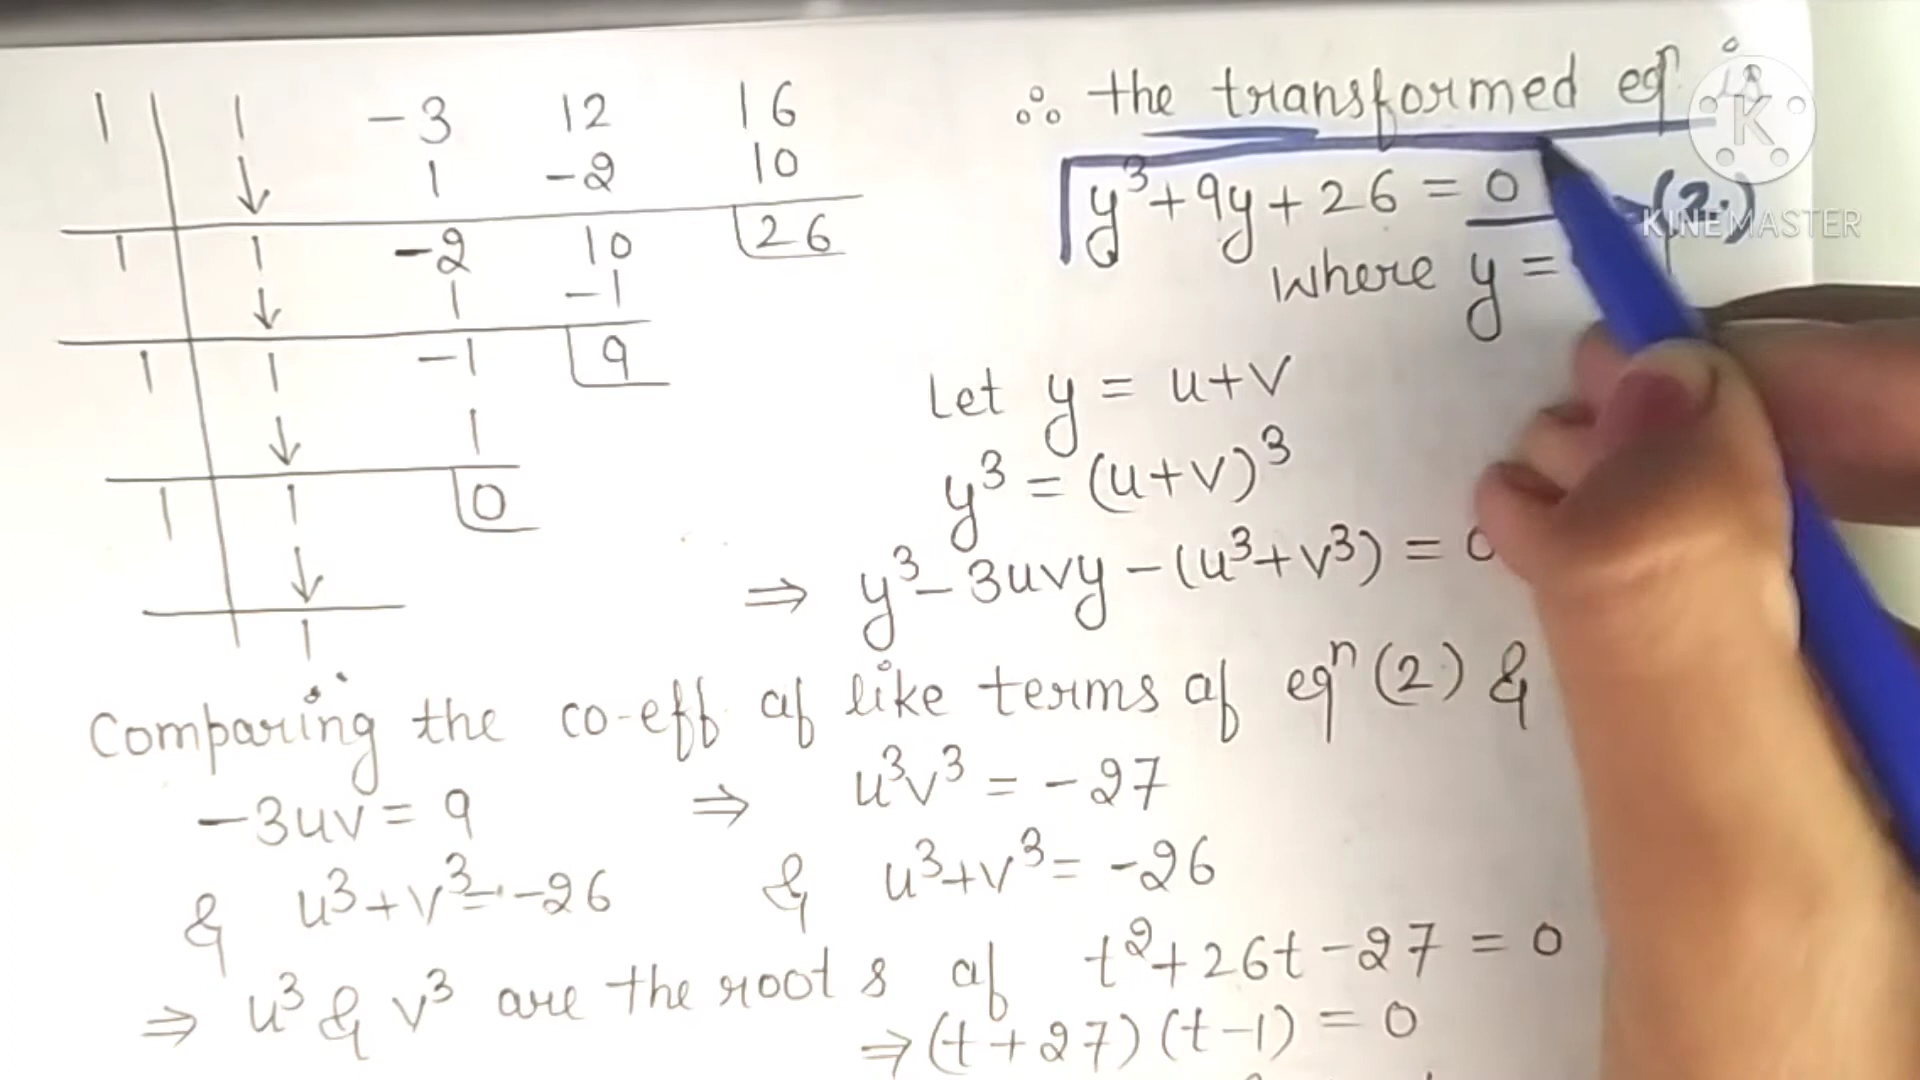 1 | 1 -3 12 16
↓ 1 -2 10
1 | 1 -2 10 |26
↓ 1 -1
1 | 1 -1 |9
↓ 1
1 | 1 |0
↓
1
∴ the transformed eqn is
y³+9y+26 = 0 (2)
where y =
KINEMASTER
Let y = u+v
y³ = (u+v)³
⇒ y³-3uvy-(u³+v³) = 0
Comparing the co-eff of like terms of eqn (2) &
-3uv = 9 ⇒ u³v³ = -27
& u³+v³ = -26 & u³+v³ = -26
⇒ u³ & v³ are the roots of t²+26t-27 = 0
⇒ (t+27)(t-1) = 0